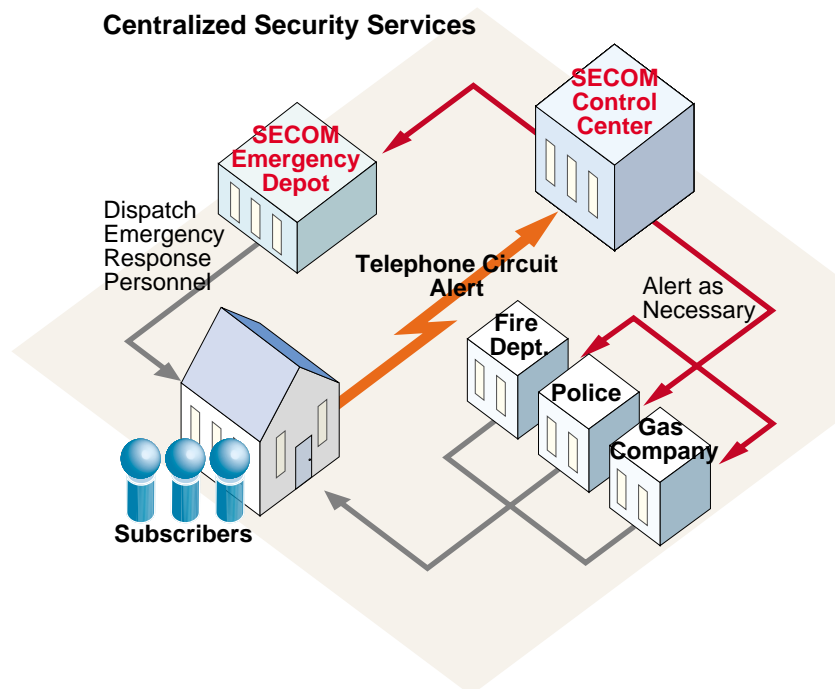 Centralized Security Services
SECOM
Control
Center
SECOM
Emergency
Depot
Dispatch
Emergency
Response
Personnel
Telephone Circuit
Alert
Alert as
Necessary
Fire
Dept.
Police
Gas
Company
Subscribers